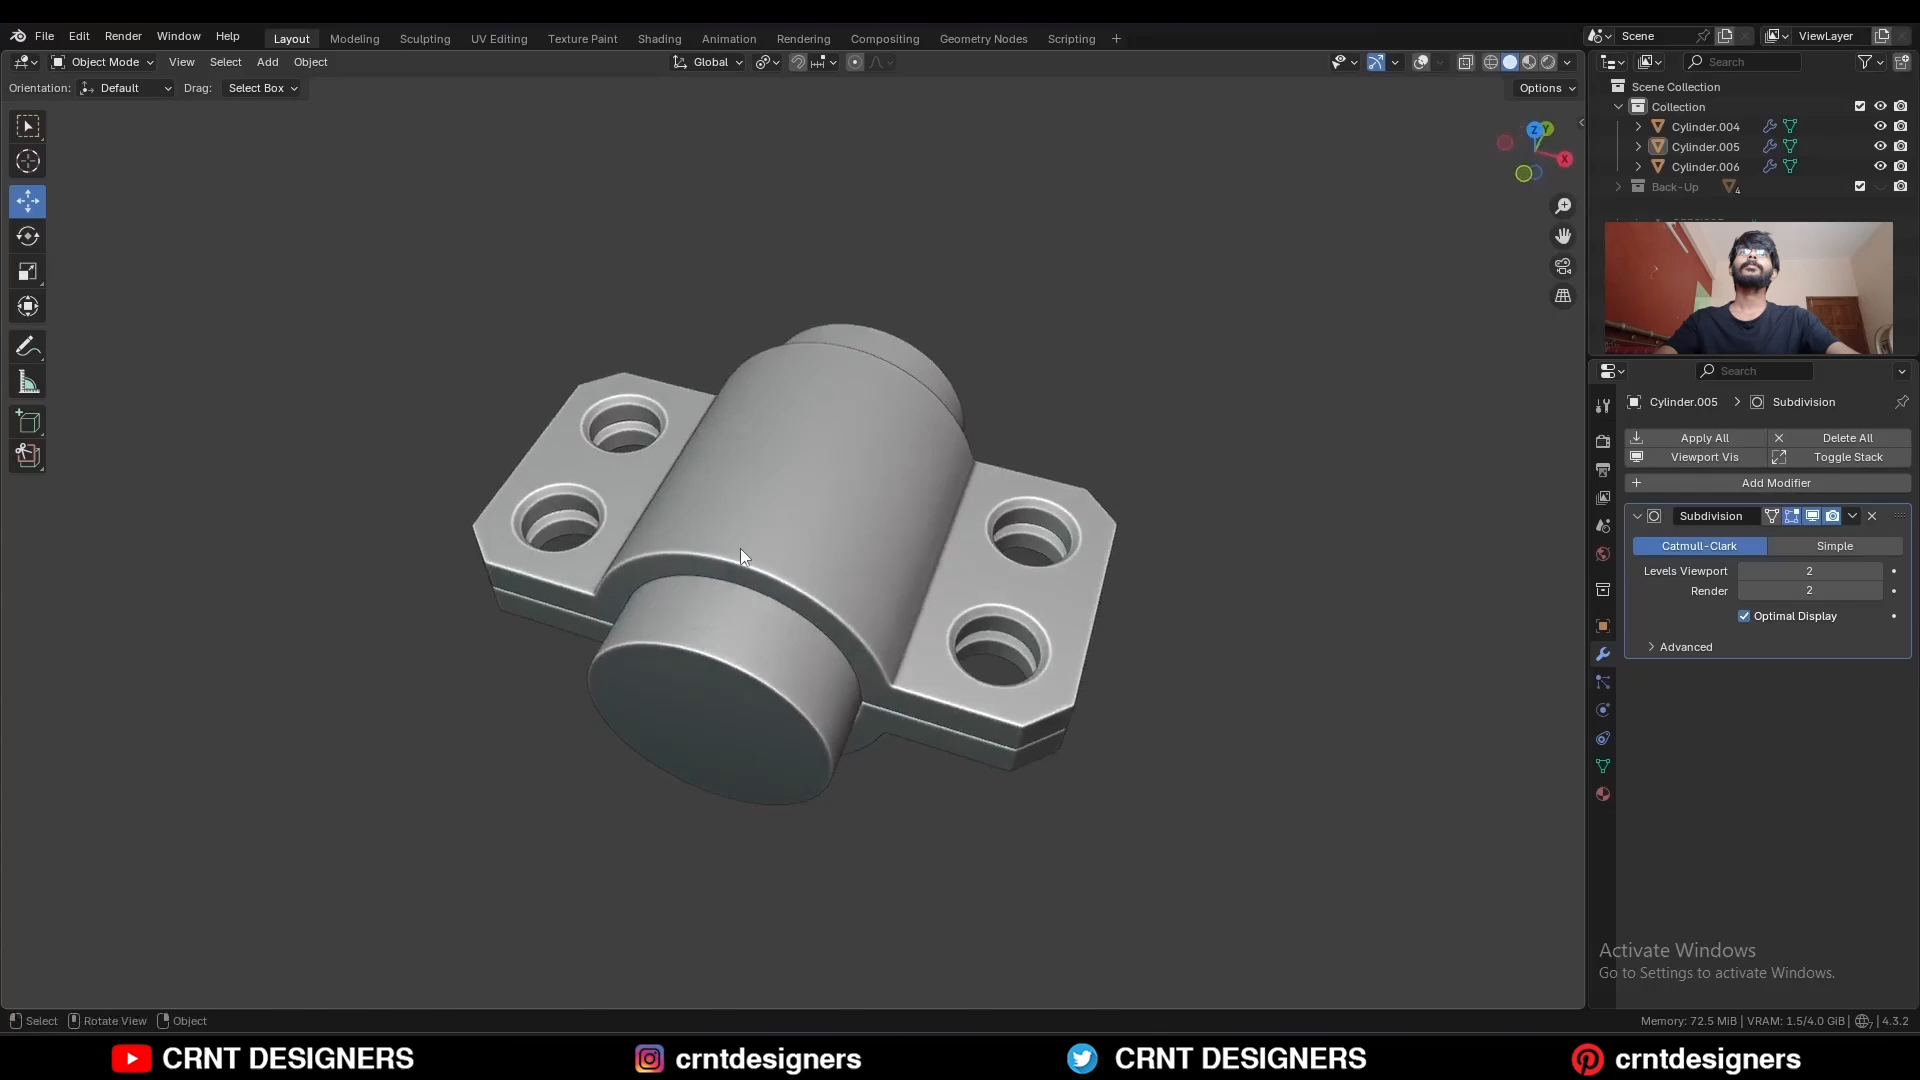 File Edit Render Window Help Layout Modeling Sculpting UV Editing Texture Paint Shading Animation Rendering Compositing Geometry Nodes Scripting + Scene ViewLayer
Object Mode View Select Add Object Global Search
Orientation: Default Drag: Select Box Options
Scene Collection
Collection
Cylinder.004
Cylinder.005
Cylinder.006
Back-Up 4
Z Y
X
Search
Cylinder.005 > Subdivision
Apply All Delete All
Viewport Vis Toggle Stack
+ Add Modifier
Subdivision
Catmull-Clark Simple
Levels Viewport 2
Render 2
Optimal Display
Advanced
Activate Windows
Go to Settings to activate Windows.
Select Rotate View Object Memory: 72.5 MiB | VRAM: 1.5/4.0 GiB | 7 | 4.3.2
CRNT DESIGNERS crntdesigners CRNT DESIGNERS crntdesigners